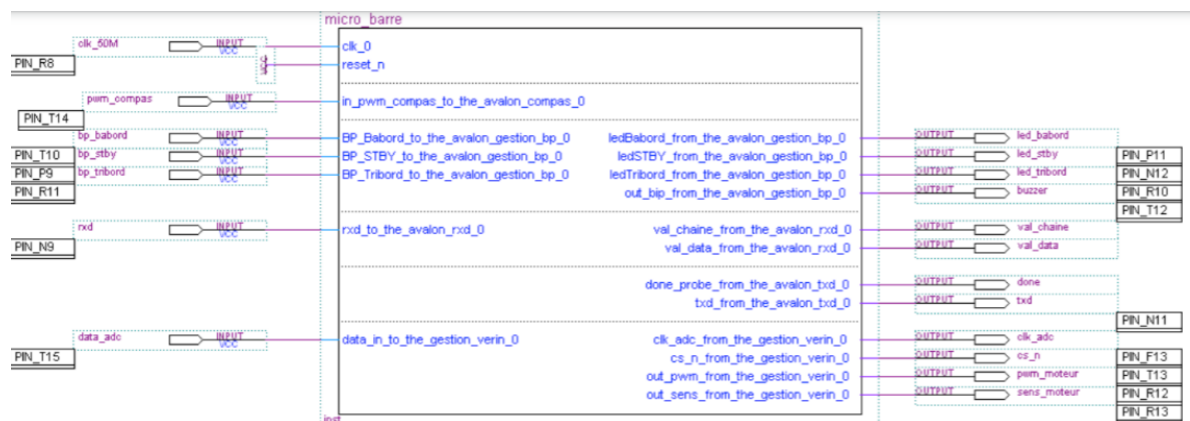 micro_barre
clk_50M INPUT VCC clk_0
PIN_R8 VCC reset_n
pwm_compas INPUT VCC in_pwm_compas_to_the_avalon_compas_0
PIN_T14
bp_babord INPUT VCC BP_Babord_to_the_avalon_gestion_bp_0 ledBabord_from_the_avalon_gestion_bp_0 OUTPUT led_babord
PIN_T10 bp_stby INPUT VCC BP_STBY_to_the_avalon_gestion_bp_0 ledSTBY_from_the_avalon_gestion_bp_0 OUTPUT led_stby PIN_P11
PIN_P9 bp_tribord INPUT VCC BP_Tribord_to_the_avalon_gestion_bp_0 ledTribord_from_the_avalon_gestion_bp_0 OUTPUT led_tribord PIN_N12
PIN_R11 out_bip_from_the_avalon_gestion_bp_0 OUTPUT buzzer PIN_R10
PIN_T12
rxd INPUT VCC rxd_to_the_avalon_rxd_0 val_chaine_from_the_avalon_rxd_0 OUTPUT val_chaine
PIN_N9 val_data_from_the_avalon_rxd_0 OUTPUT val_data
done_probe_from_the_avalon_txd_0 OUTPUT done
txd_from_the_avalon_txd_0 OUTPUT txd
PIN_N11
data_adc INPUT VCC data_in_to_the_gestion_verin_0 clk_adc_from_the_gestion_verin_0 OUTPUT clk_adc
PIN_T15 cs_n_from_the_gestion_verin_0 OUTPUT cs_n PIN_F13
out_pwm_from_the_gestion_verin_0 OUTPUT pwm_moteur PIN_T13
out_sens_from_the_gestion_verin_0 OUTPUT sens_moteur PIN_R12
PIN_R13
inst